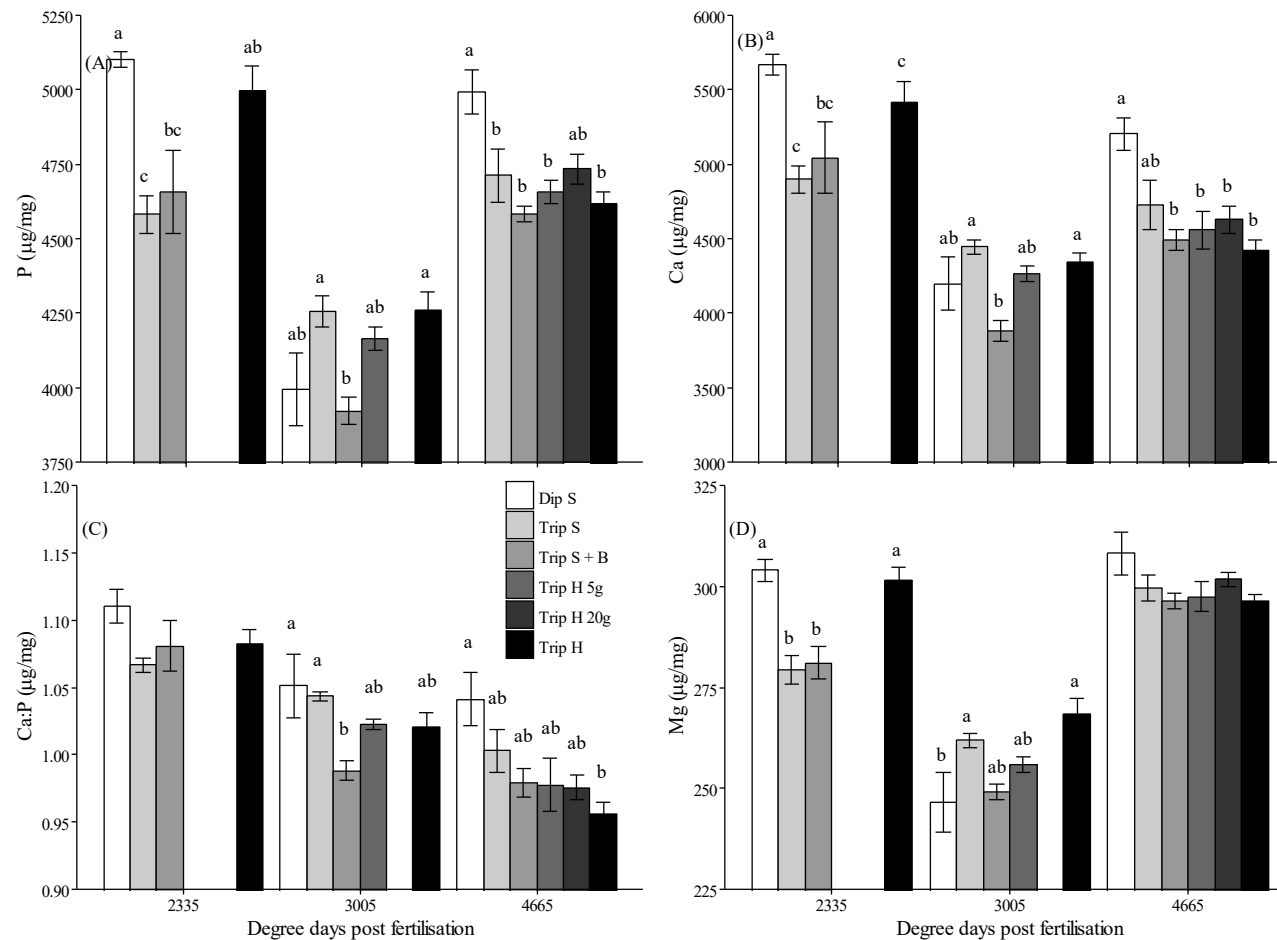 5250
5000
4750
4500
4250
4000
3750
P (µg/mg)
(A)
a
c
bc
ab
ab
a
b
ab
a
a
b
b
b
ab
b
6000
5500
5000
4500
4000
3500
3000
Ca (µg/mg)
(B)
a
c
bc
c
ab
a
b
ab
a
a
ab
b
b
b
b
1.20
1.15
1.10
1.05
1.00
0.95
0.90
Ca:P (µg/mg)
(C)
a
a
b
ab
ab
a
ab
ab
ab
ab
b
Dip S
Trip S
Trip S + B
Trip H 5g
Trip H 20g
Trip H
2335 3005 4665
Degree days post fertilisation
325
300
275
250
225
Mg (µg/mg)
(D)
a
b
b
a
b
a
ab
ab
a
2335 3005 4665
Degree days post fertilisation